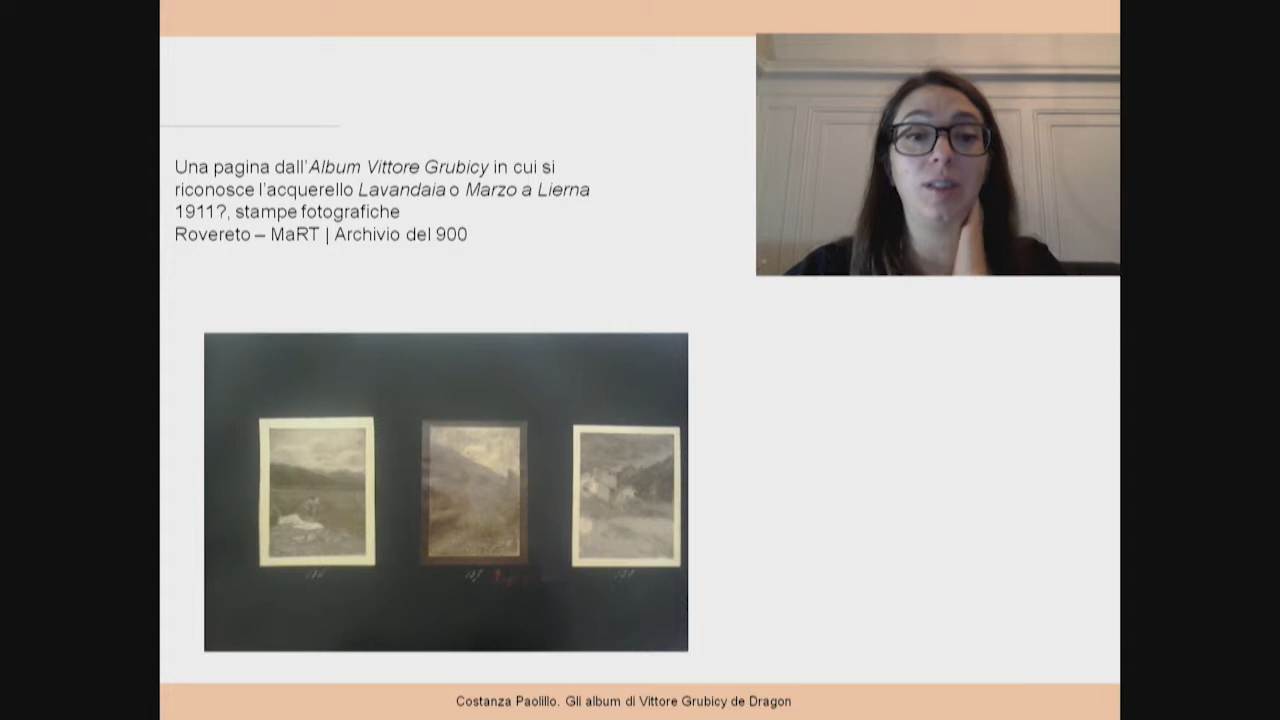 Una pagina dall'Album Vittore Grubicy in cui si
riconosce l'acquerello Lavandaia o Marzo a Lierna
1911?, stampe fotografiche
Rovereto – MaRT | Archivio del 900
Costanza Paolillo. Gli album di Vittore Grubicy de Dragon